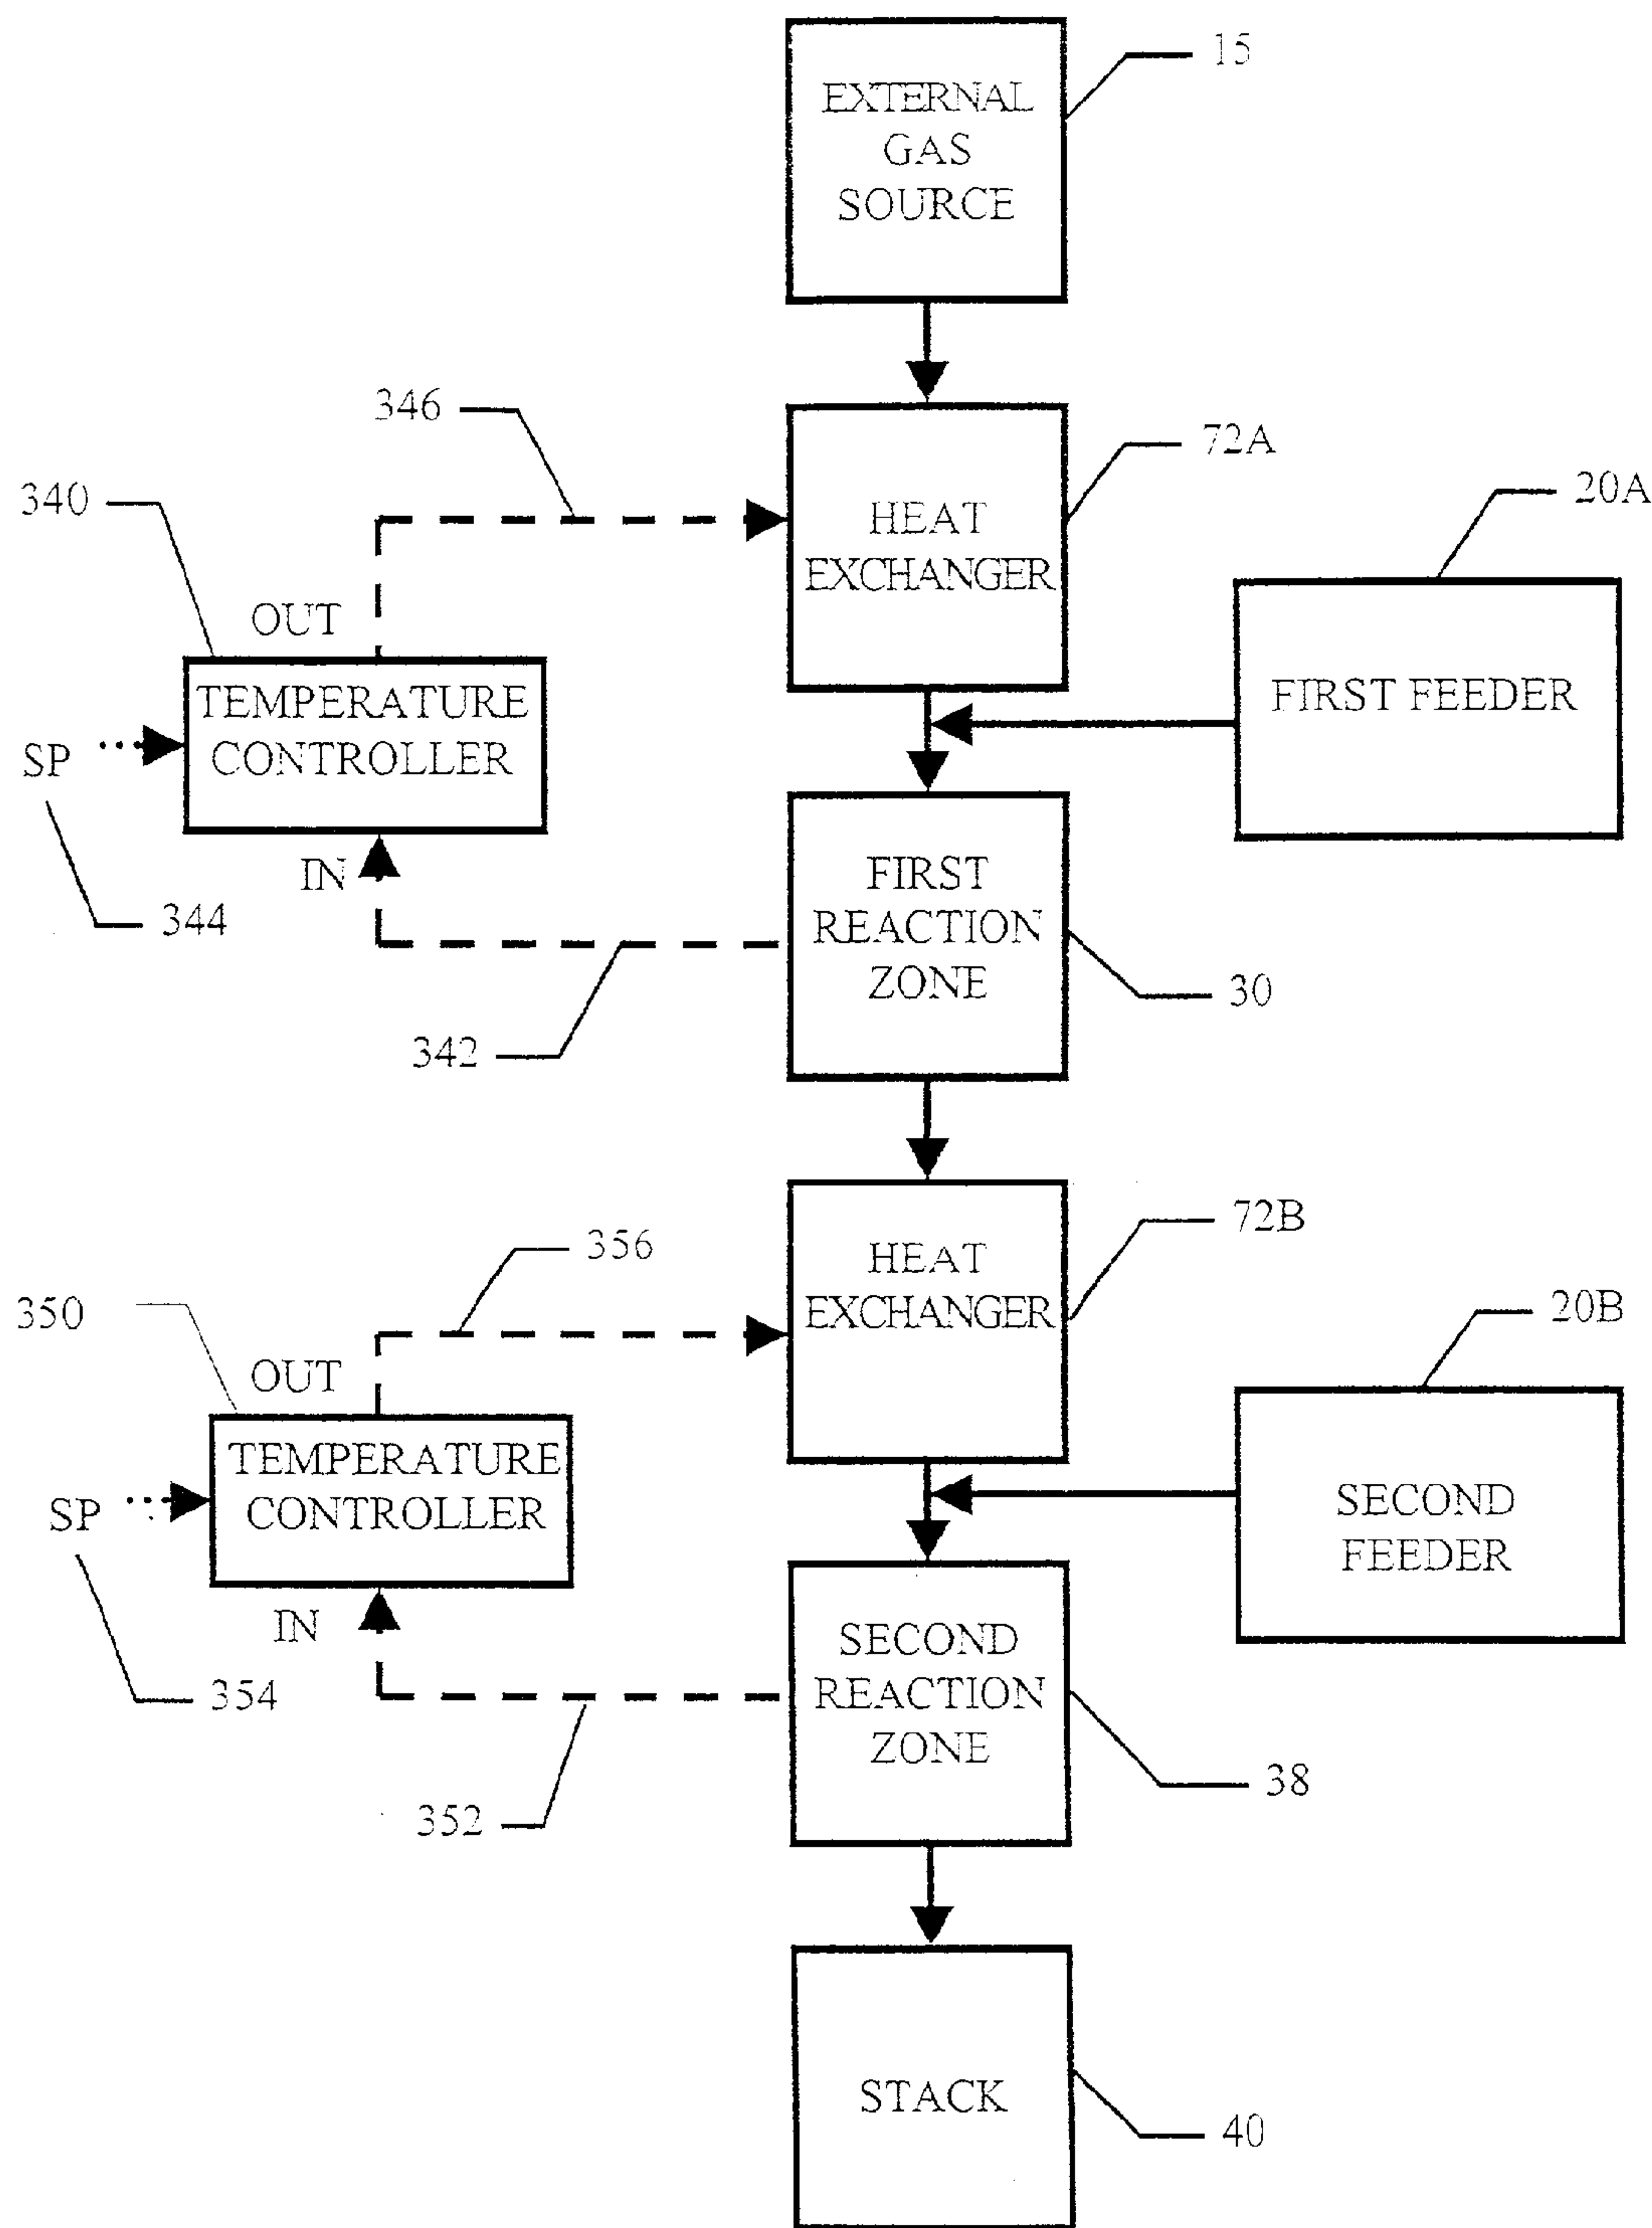 15
EXTERNAL
GAS
SOURCE
346
72A
340
20A
HEAT
EXCHANGER
OUT
FIRST FEEDER
TEMPERATURE
CONTROLLER
SP
IN
FIRST
REACTION
ZONE
344
30
342
72B
356
HEAT
EXCHANGER
350
20B
OUT
TEMPERATURE
CONTROLLER
SP
SECOND
FEEDER
IN
SECOND
REACTION
ZONE
354
38
352
STACK
40